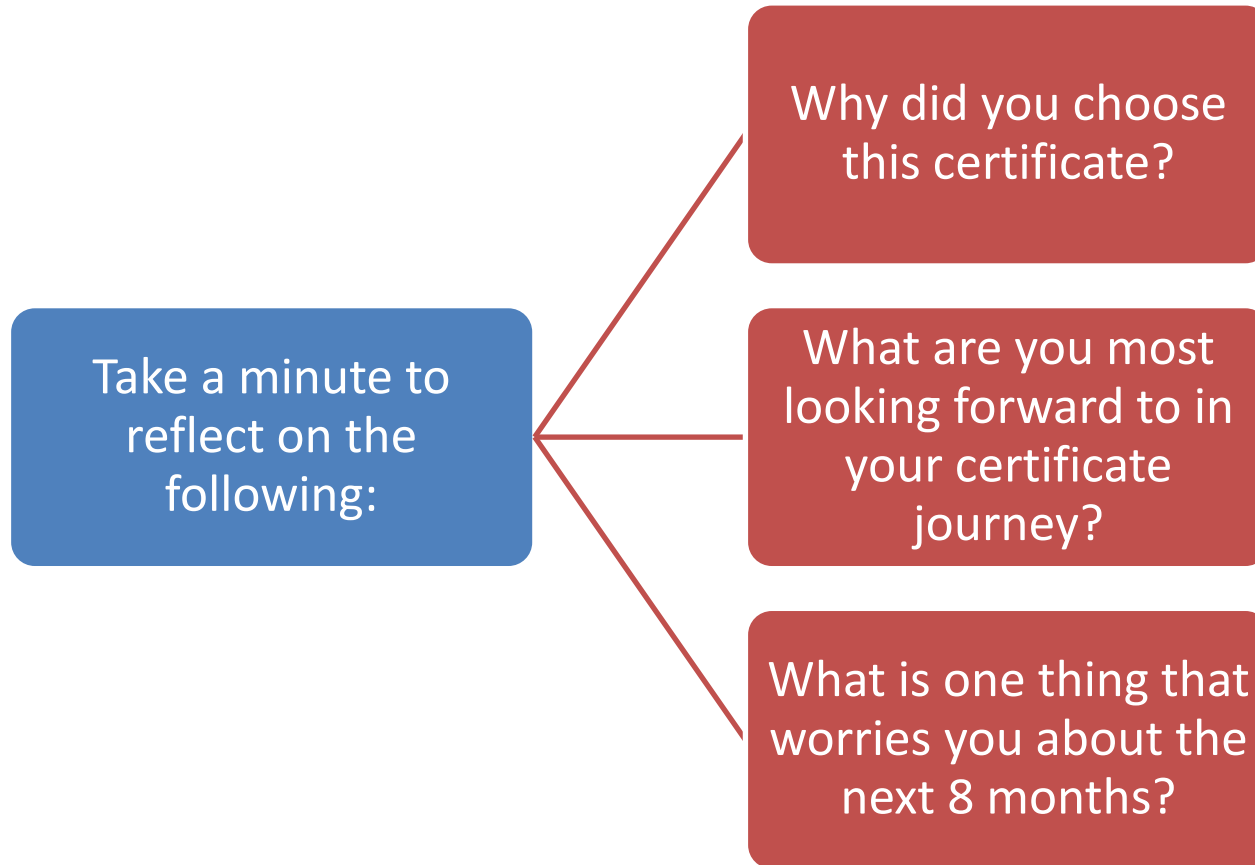 Take a minute to
reflect on the
following:
Why did you choose
this certificate?
What are you most
looking forward to in
your certificate
journey?
What is one thing that
worries you about the
next 8 months?